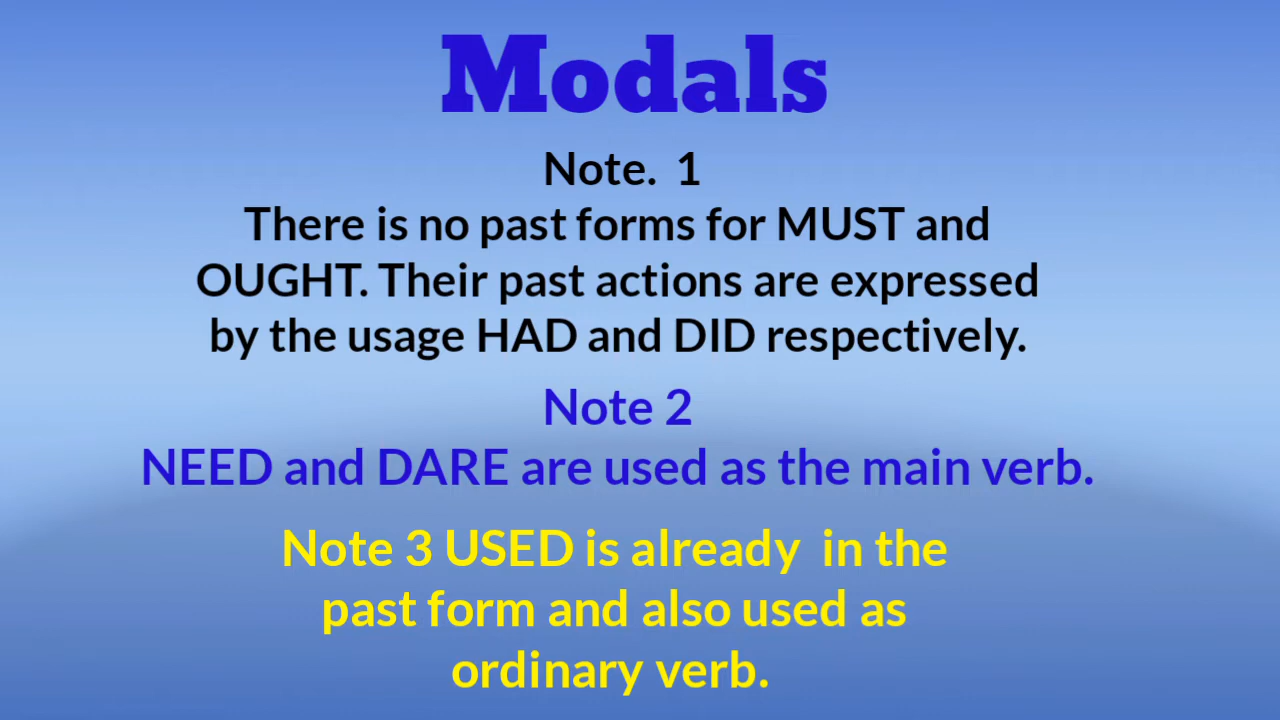 Modals
Note. 1
There is no past forms for MUST and
OUGHT. Their past actions are expressed
by the usage HAD and DID respectively.
Note 2
NEED and DARE are used as the main verb.
Note 3 USED is already in the
past form and also used as
ordinary verb.